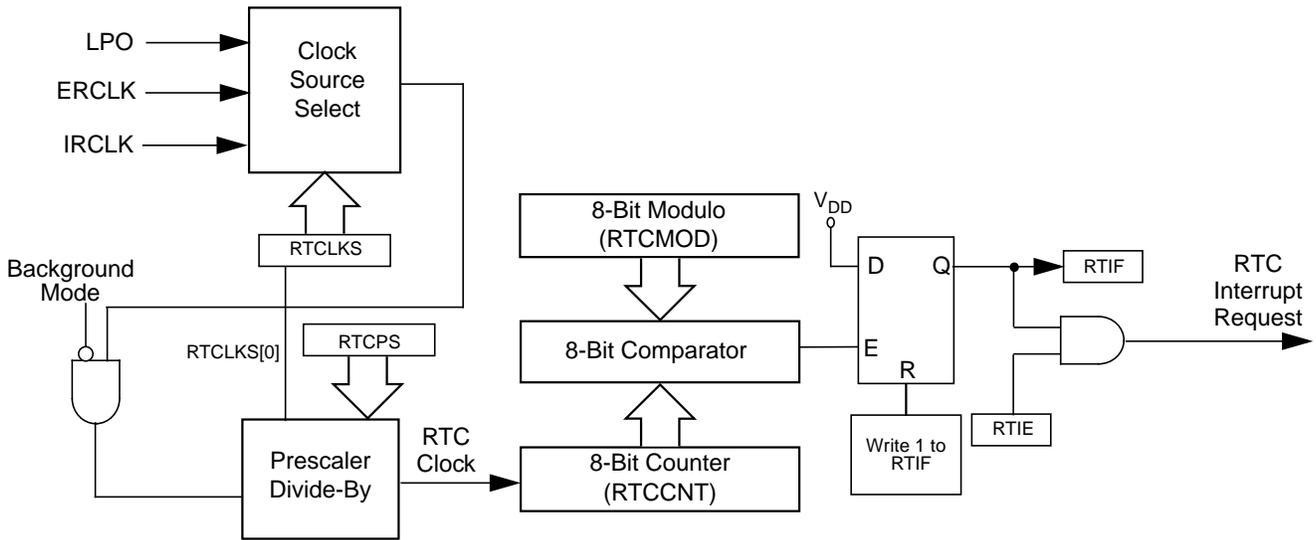 LPO
ERCLK
IRCLK
Clock
Source
Select
RTCLKS
Background
Mode
RTCLKS[0]
RTCPS
Prescaler
Divide-By
RTC
Clock
8-Bit Modulo
(RTCMOD)
8-Bit Comparator
8-Bit Counter
(RTCCNT)
VDD
D
Q
E
R
Write 1 to
RTIF
RTIF
RTIE
RTC
Interrupt
Request